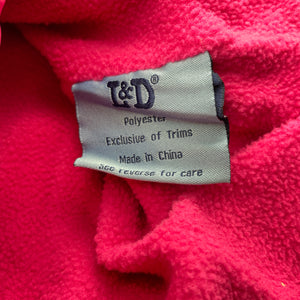 L&D®
Polyester
Exclusive of Trims
Made in China
See reverse for care